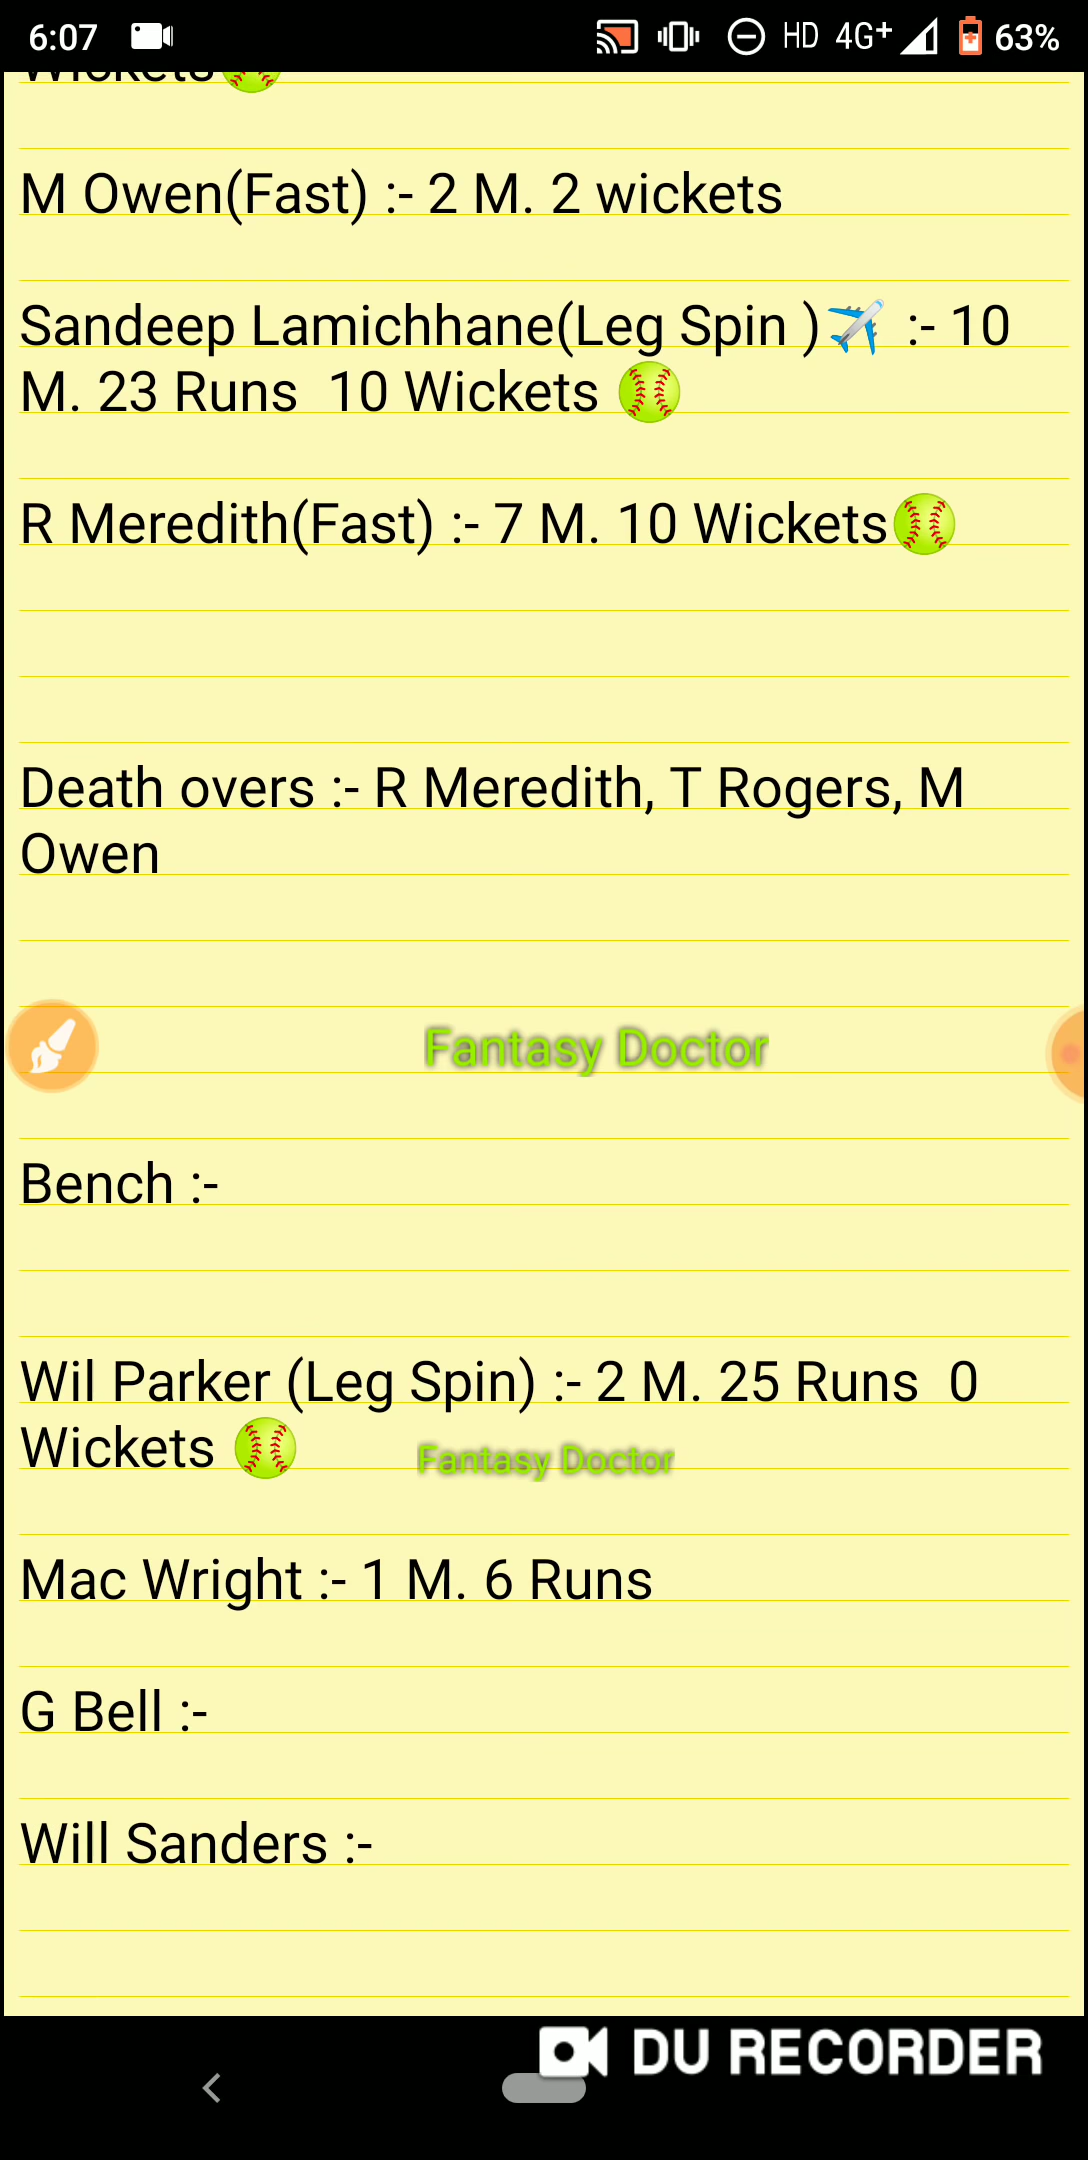 6:07 HD 4G+ 63%
Wickets🥎
M Owen(Fast) :- 2 M. 2 wickets
Sandeep Lamichhane(Leg Spin )✈️ :- 10
M. 23 Runs  10 Wickets 🥎
R Meredith(Fast) :- 7 M. 10 Wickets🥎
Death overs :- R Meredith, T Rogers, M
Owen
Fantasy Doctor
Bench :-
Wil Parker (Leg Spin) :- 2 M. 25 Runs  0
Wickets 🥎
Fantasy Doctor
Mac Wright :- 1 M. 6 Runs
G Bell :-
Will Sanders :-
DU RECORDER